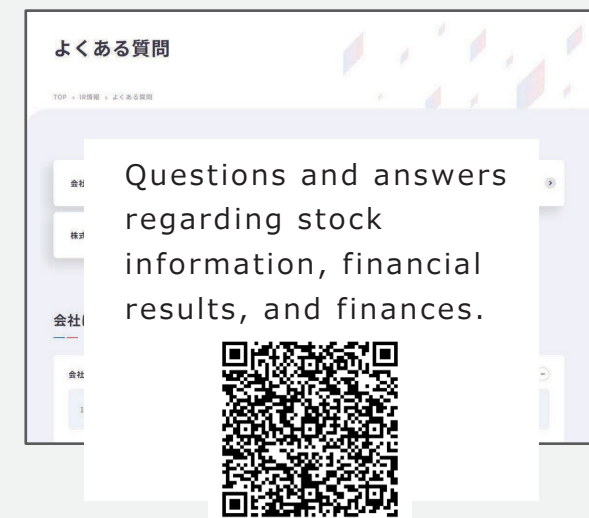 よくある質問
TOP › IR情報 › よくある質問
会社
株式
Questions and answers
regarding stock
information, financial
results, and finances.
会社
会社